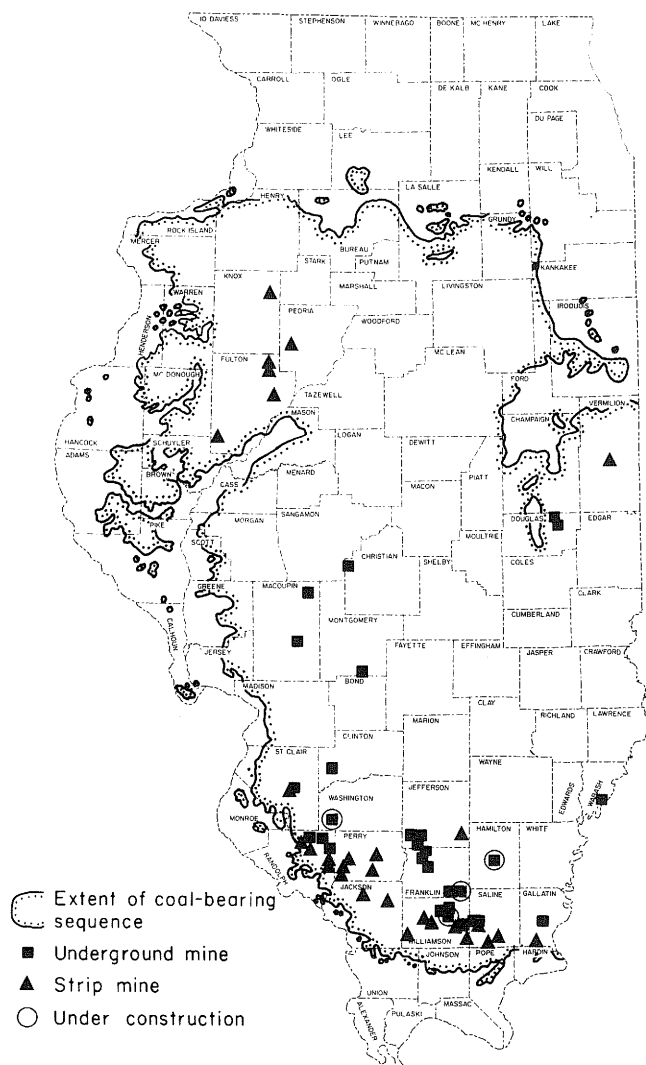 JO DAVIESS
STEPHENSON
WINNEBAGO
BOONE
MC HENRY
LAKE
CARROLL
OGLE
DE KALB
KANE
COOK
DU PAGE
WHITESIDE
LEE
KENDALL
WILL
HENRY
LA SALLE
GRUNDY
ROCK ISLAND
BUREAU
MERCER
STARK
PUTNAM
KANKAKEE
KNOX
MARSHALL
LIVINGSTON
WARREN
PEORIA
IROQUOIS
HENDERSON
WOODFORD
FULTON
MC LEAN
MC DONOUGH
FORD
TAZEWELL
VERMILION
MASON
CHAMPAIGN
HANCOCK
SCHUYLER
LOGAN
DEWITT
ADAMS
BROWN
CASS
MENARD
PIATT
MACON
MORGAN
SANGAMON
DOUGLAS
EDGAR
PIKE
MOULTRIE
SCOTT
CHRISTIAN
SHELBY
COLES
GREENE
MACOUPIN
CLARK
MONTGOMERY
CUMBERLAND
CALHOUN
FAYETTE
EFFINGHAM
JASPER
CRAWFORD
JERSEY
MADISON
BOND
CLAY
RICHLAND
LAWRENCE
MARION
CLINTON
ST CLAIR
WAYNE
JEFFERSON
EDWARDS
WABASH
WASHINGTON
MONROE
HAMILTON
WHITE
PERRY
RANDOLPH
JACKSON
FRANKLIN
SALINE
GALLATIN
WILLIAMSON
JOHNSON
POPE
HARDIN
UNION
MASSAC
PULASKI
ALEXANDER
Extent of coal-bearing
sequence
Underground mine
Strip mine
Under construction